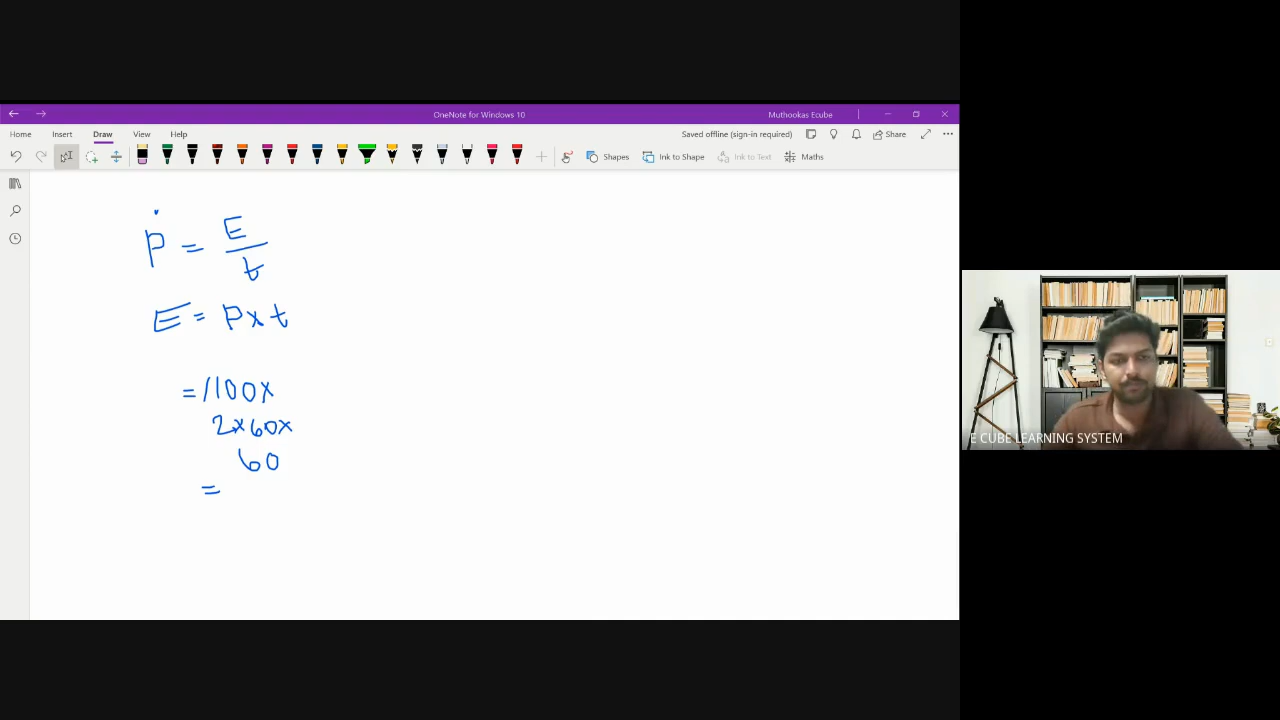 OneNote for Windows 10
Muthookas Ecube
Home Insert Draw View Help
Saved offline (sign-in required)
Share
Shapes
Ink to Shape
Ink to Text
Maths
P = E/t
E = P x t
= 1100 x
2 x 60 x
60
=
E CUBE LEARNING SYSTEM